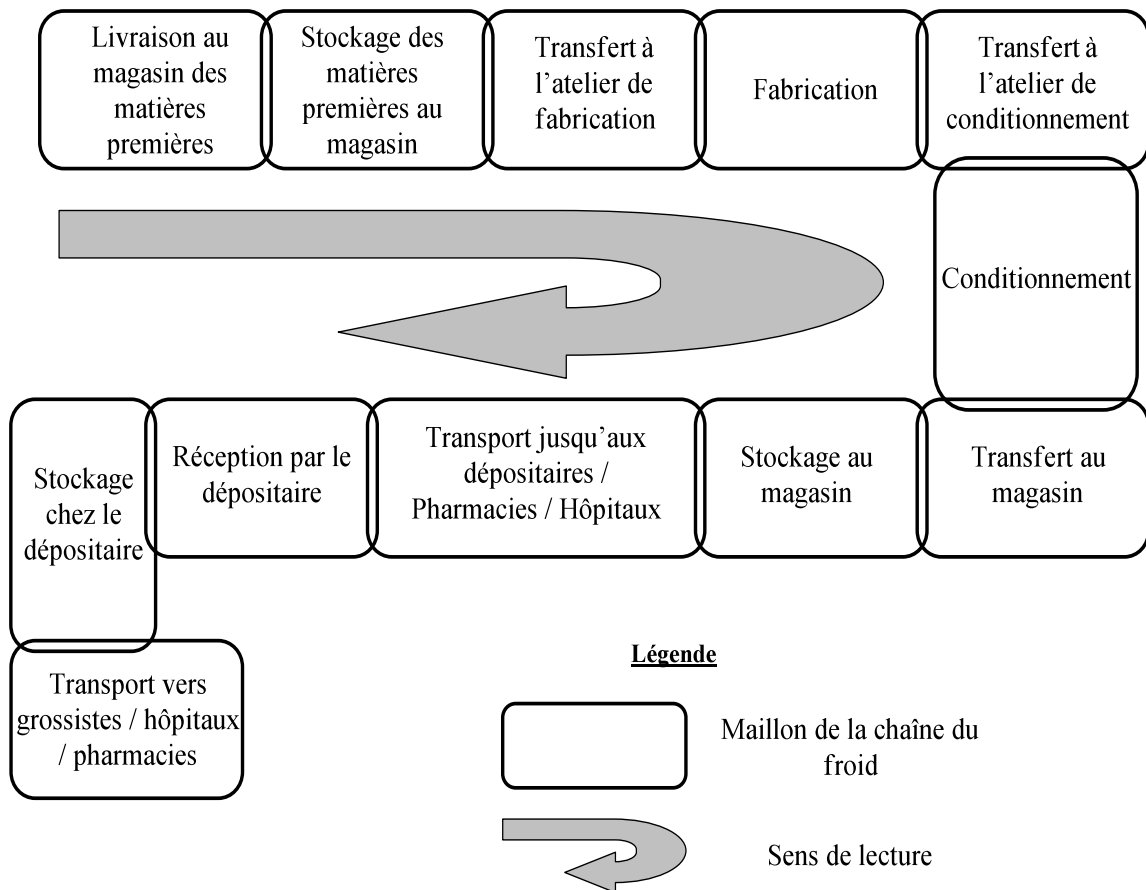 Livraison au
magasin des
matières
premières
Stockage des
matières
premières au
magasin
Transfert à
l'atelier de
fabrication
Fabrication
Transfert à
l'atelier de
conditionnement
Conditionnement
Transfert au
magasin
Stockage au
magasin
Transport jusqu'aux
dépositaires /
Pharmacies / Hôpitaux
Réception par le
dépositaire
Stockage
chez le
dépositaire
Transport vers
grossistes / hôpitaux
/ pharmacies
Légende
Maillon de la chaîne du
froid
Sens de lecture